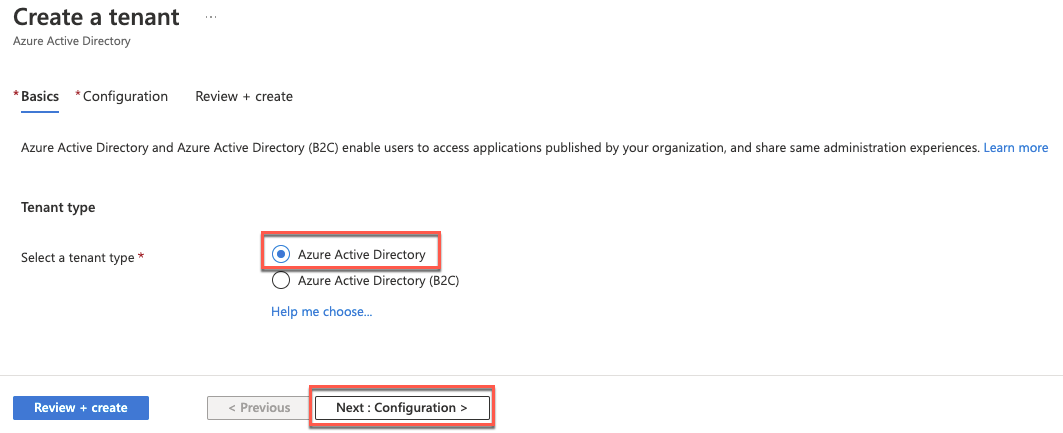 Create a tenant ...
Azure Active Directory
* Basics * Configuration Review + create
Azure Active Directory and Azure Active Directory (B2C) enable users to access applications published by your organization, and share same administration experiences. Learn more
Tenant type
Select a tenant type * Azure Active Directory
Azure Active Directory (B2C)
Help me choose...
Review + create < Previous Next : Configuration >